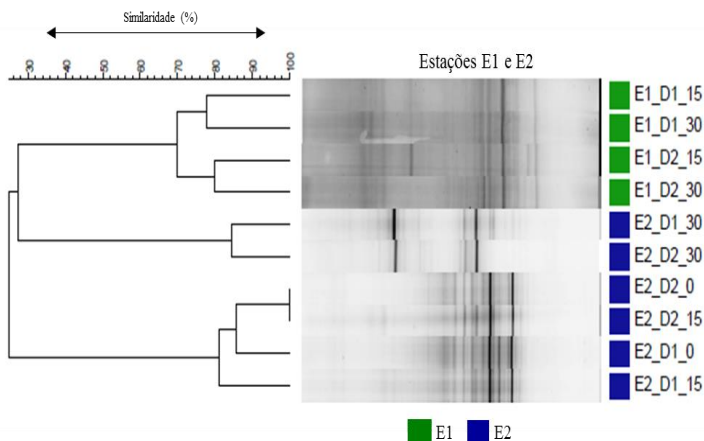 Similaridade (%)
30 40 50 60 70 80 90 100
Estações E1 e E2
E1_D1_15
E1_D1_30
E1_D2_15
E1_D2_30
E2_D1_30
E2_D2_30
E2_D2_0
E2_D2_15
E2_D1_0
E2_D1_15
E1 E2